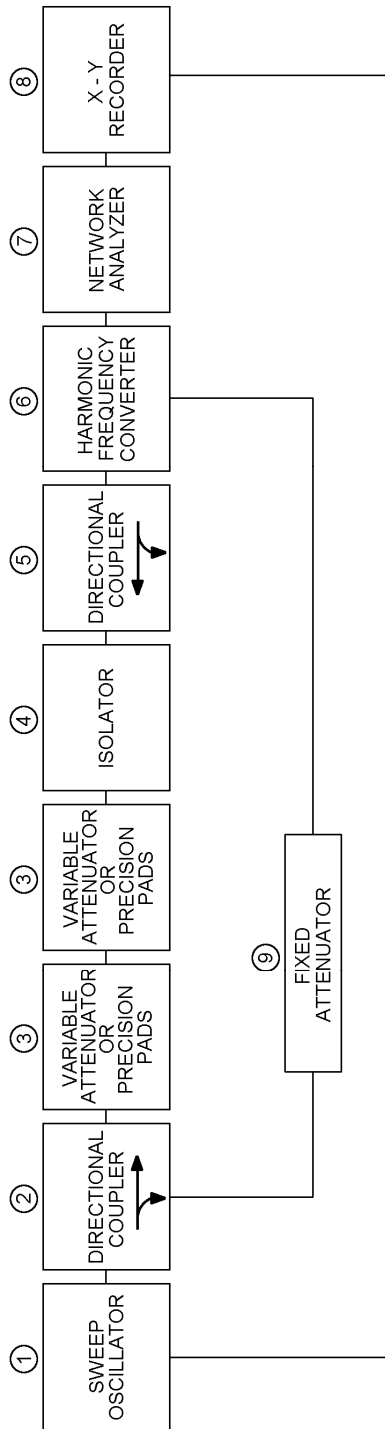 1
SWEEP
OSCILLATOR
2
DIRECTIONAL
COUPLER
3
VARIABLE
ATTENUATOR
OR
PRECISION
PADS
3
VARIABLE
ATTENUATOR
OR
PRECISION
PADS
4
ISOLATOR
5
DIRECTIONAL
COUPLER
6
HARMONIC
FREQUENCY
CONVERTER
7
NETWORK
ANALYZER
8
X - Y
RECORDER
9
FIXED
ATTENUATOR